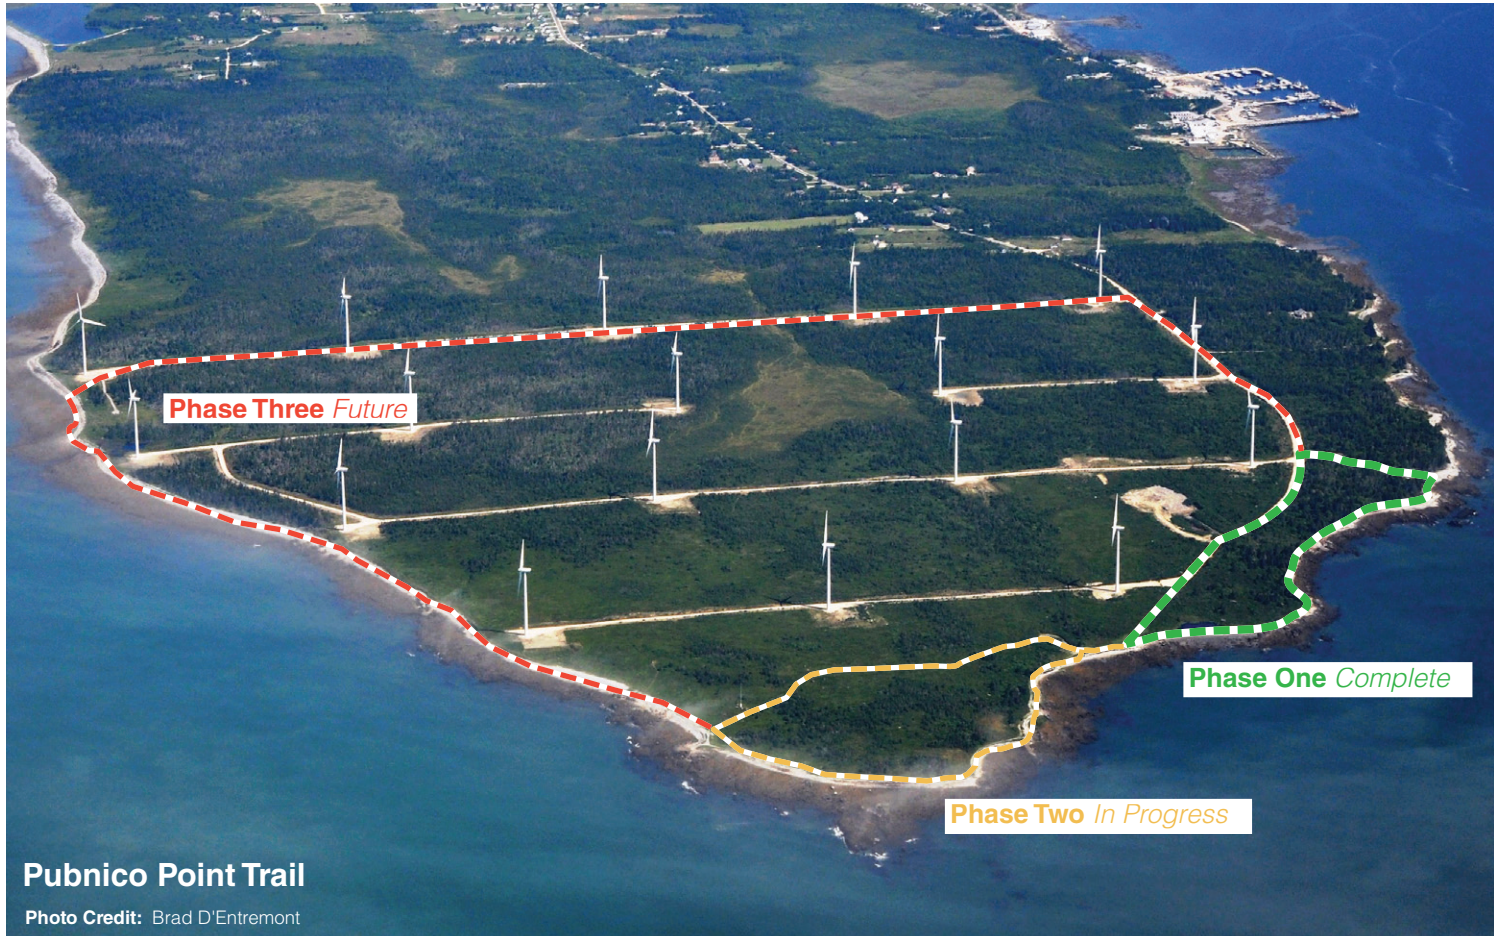 Phase Three Future
Phase One Complete
Phase Two In Progress
Pubnico Point Trail
Photo Credit: Brad D'Entremont